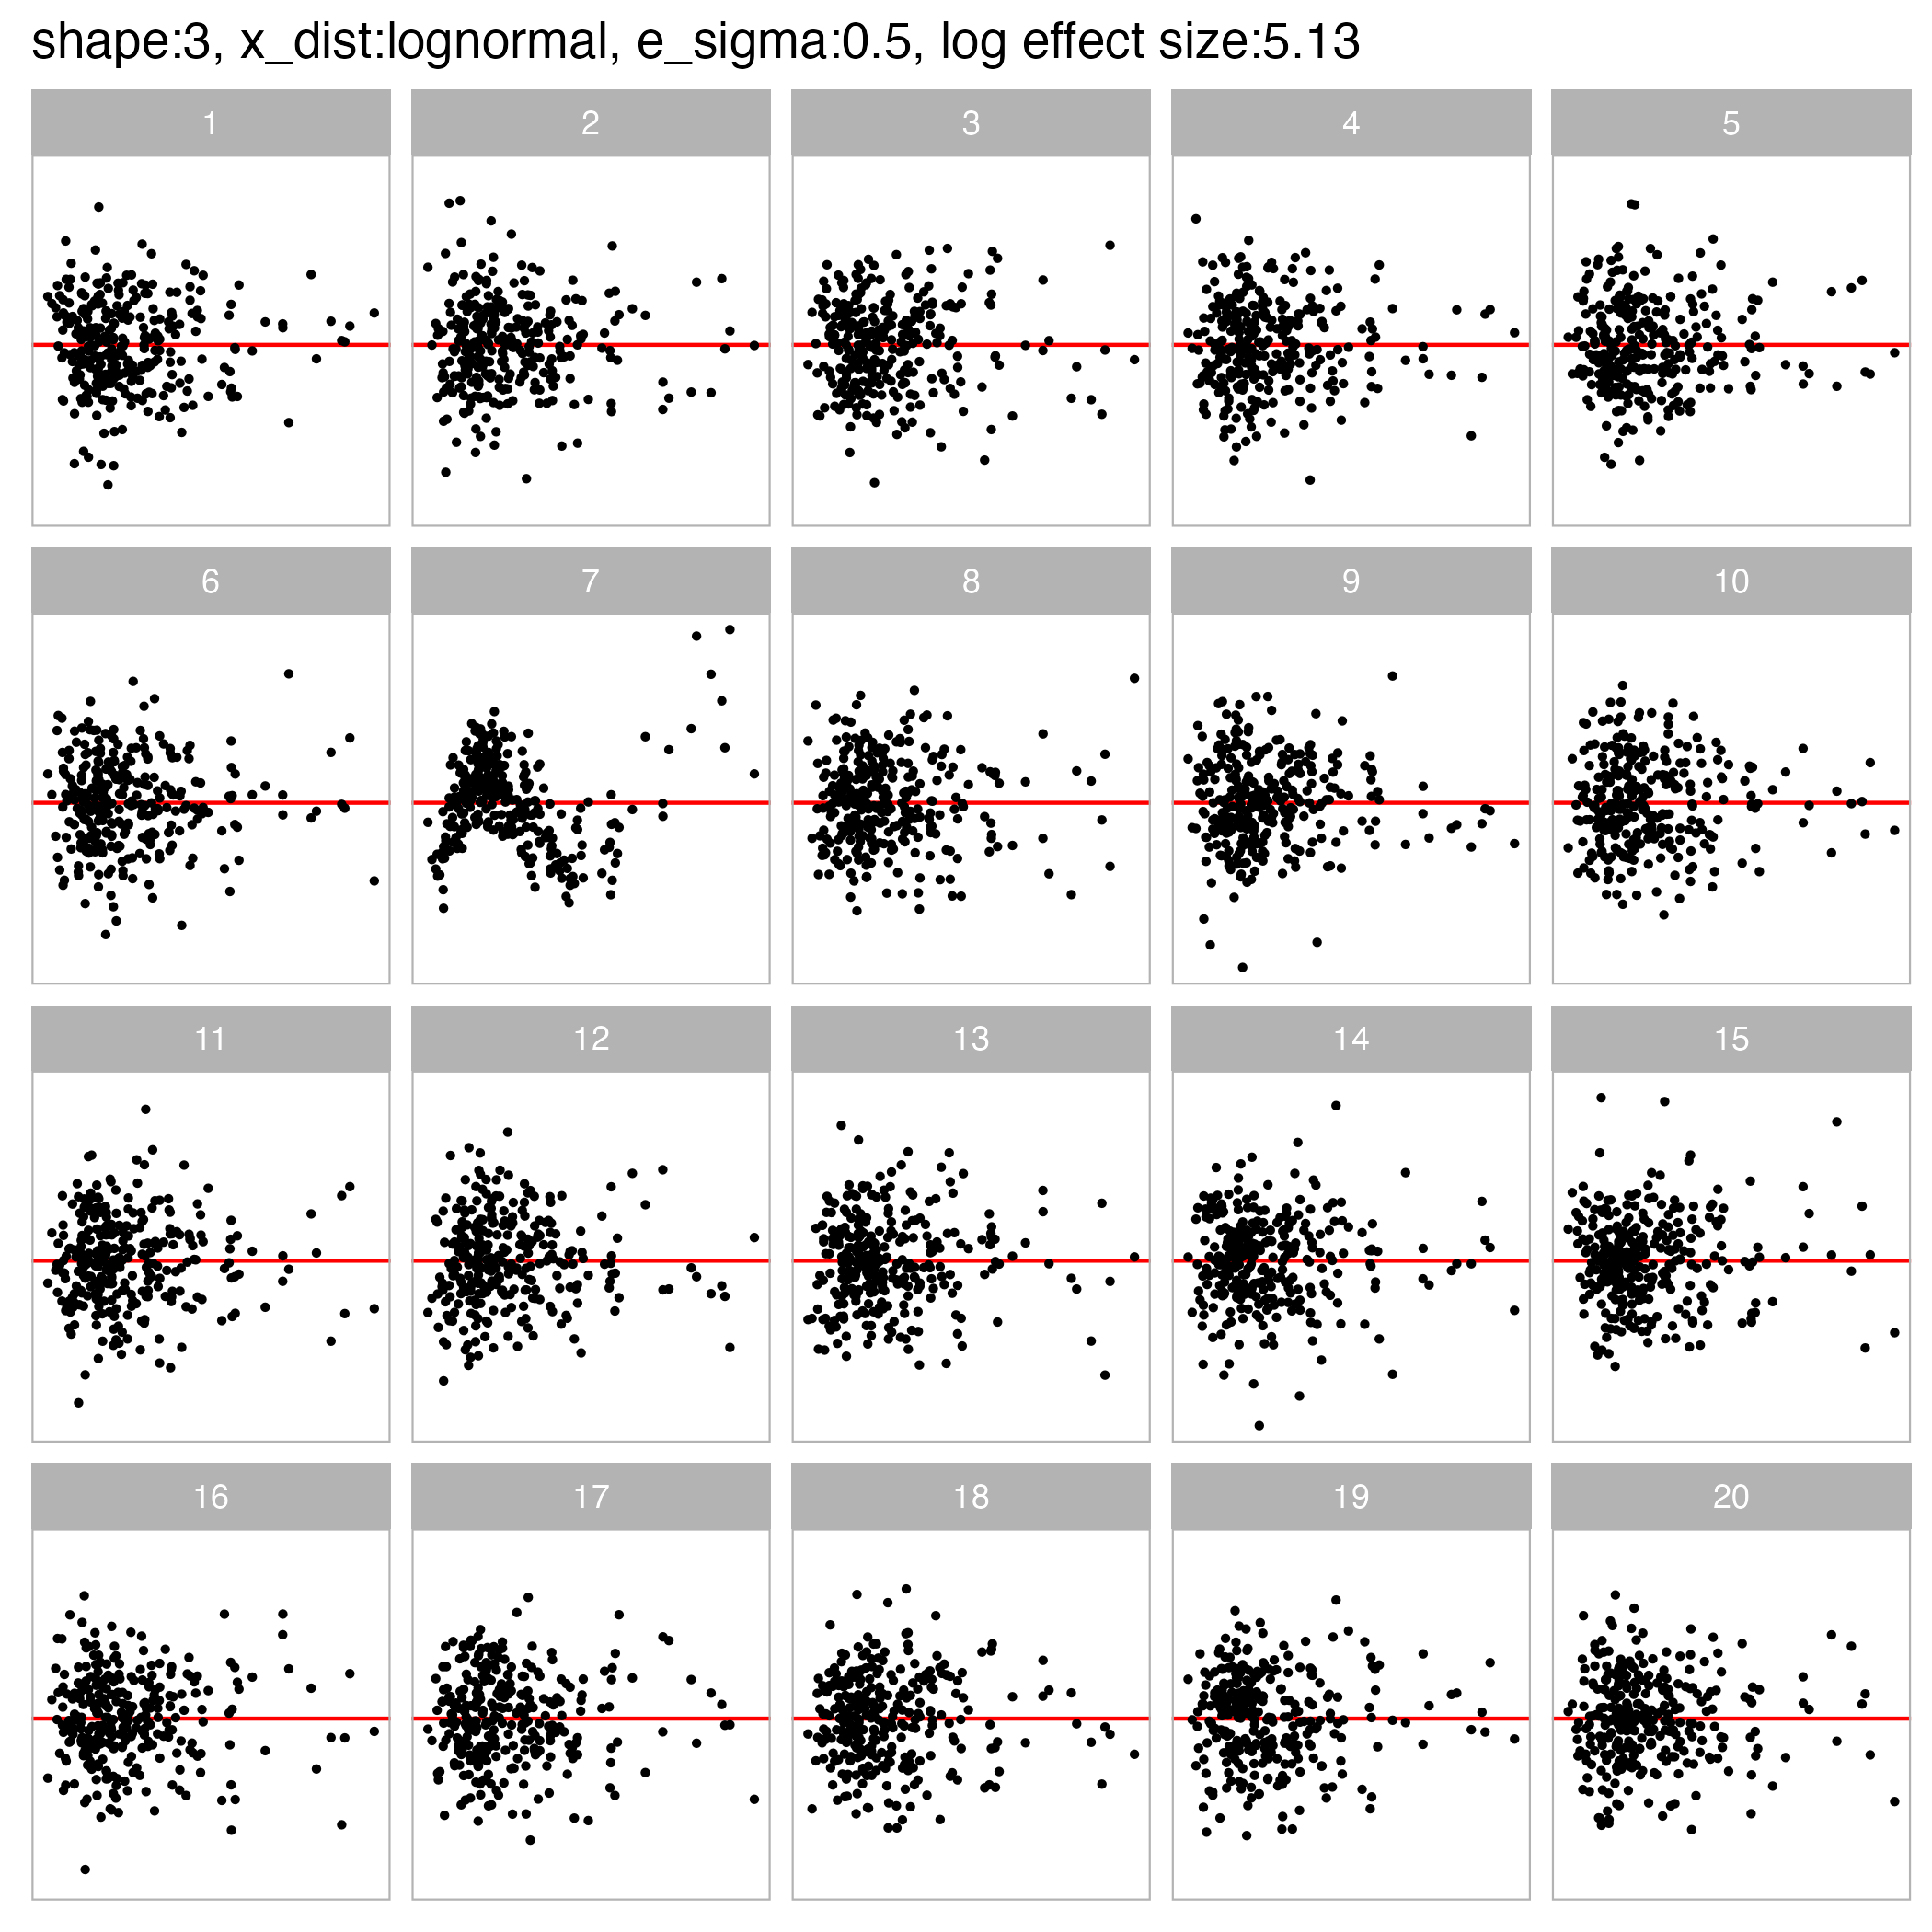 shape:3, x_dist:lognormal, e_sigma:0.5, log effect size:5.13
1 2 3 4 5
6 7 8 9 10
11 12 13 14 15
16 17 18 19 20